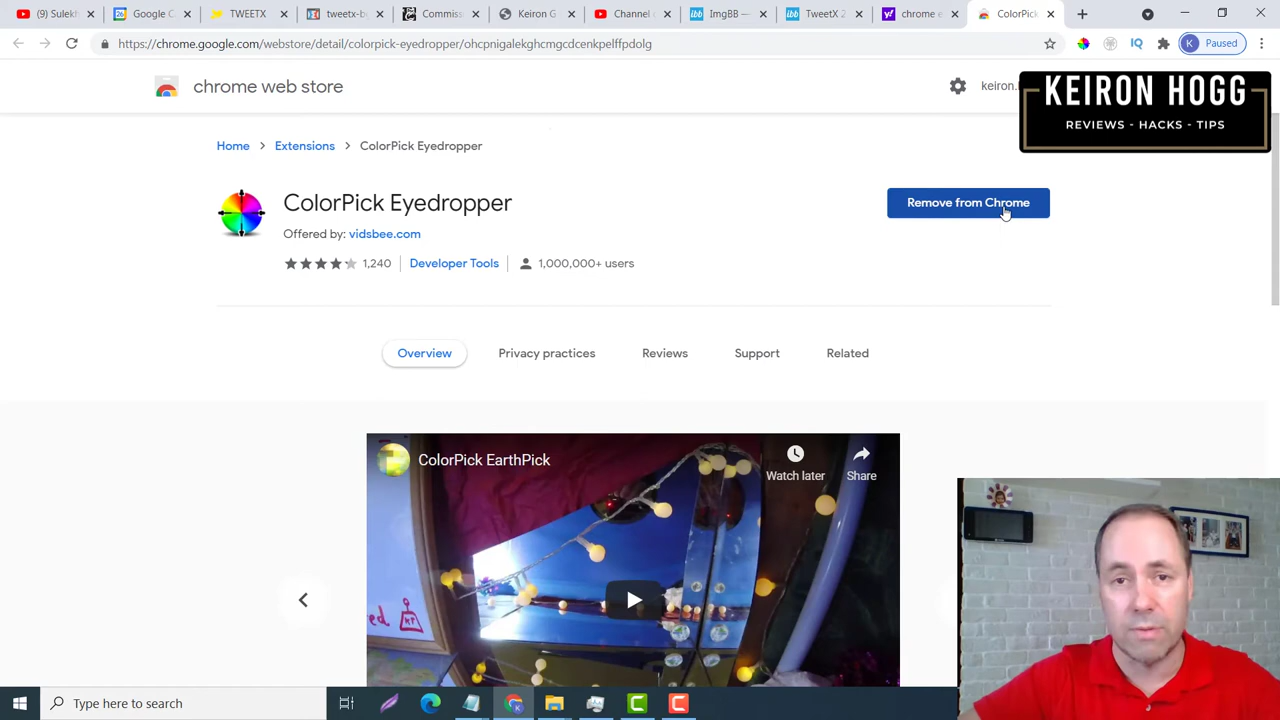 (9) Sulekh
Google C
TWEETX
tweetx-b
Commiss
Keiron G
Channel c
ImgBB —
TweetX 2
chrome e
ColorPick
https://chrome.google.com/webstore/detail/colorpick-eyedropper/ohcpnigalekghcmgcdcenkpelffpdolg
IQ
K Paused
chrome web store
keiron.
KEIRON HOGG
REVIEWS - HACKS - TIPS
Home > Extensions > ColorPick Eyedropper
ColorPick Eyedropper
Remove from Chrome
Offered by: vidsbee.com
1,240
Developer Tools
1,000,000+ users
Overview
Privacy practices
Reviews
Support
Related
ColorPick EarthPick
Watch later
Share
Type here to search